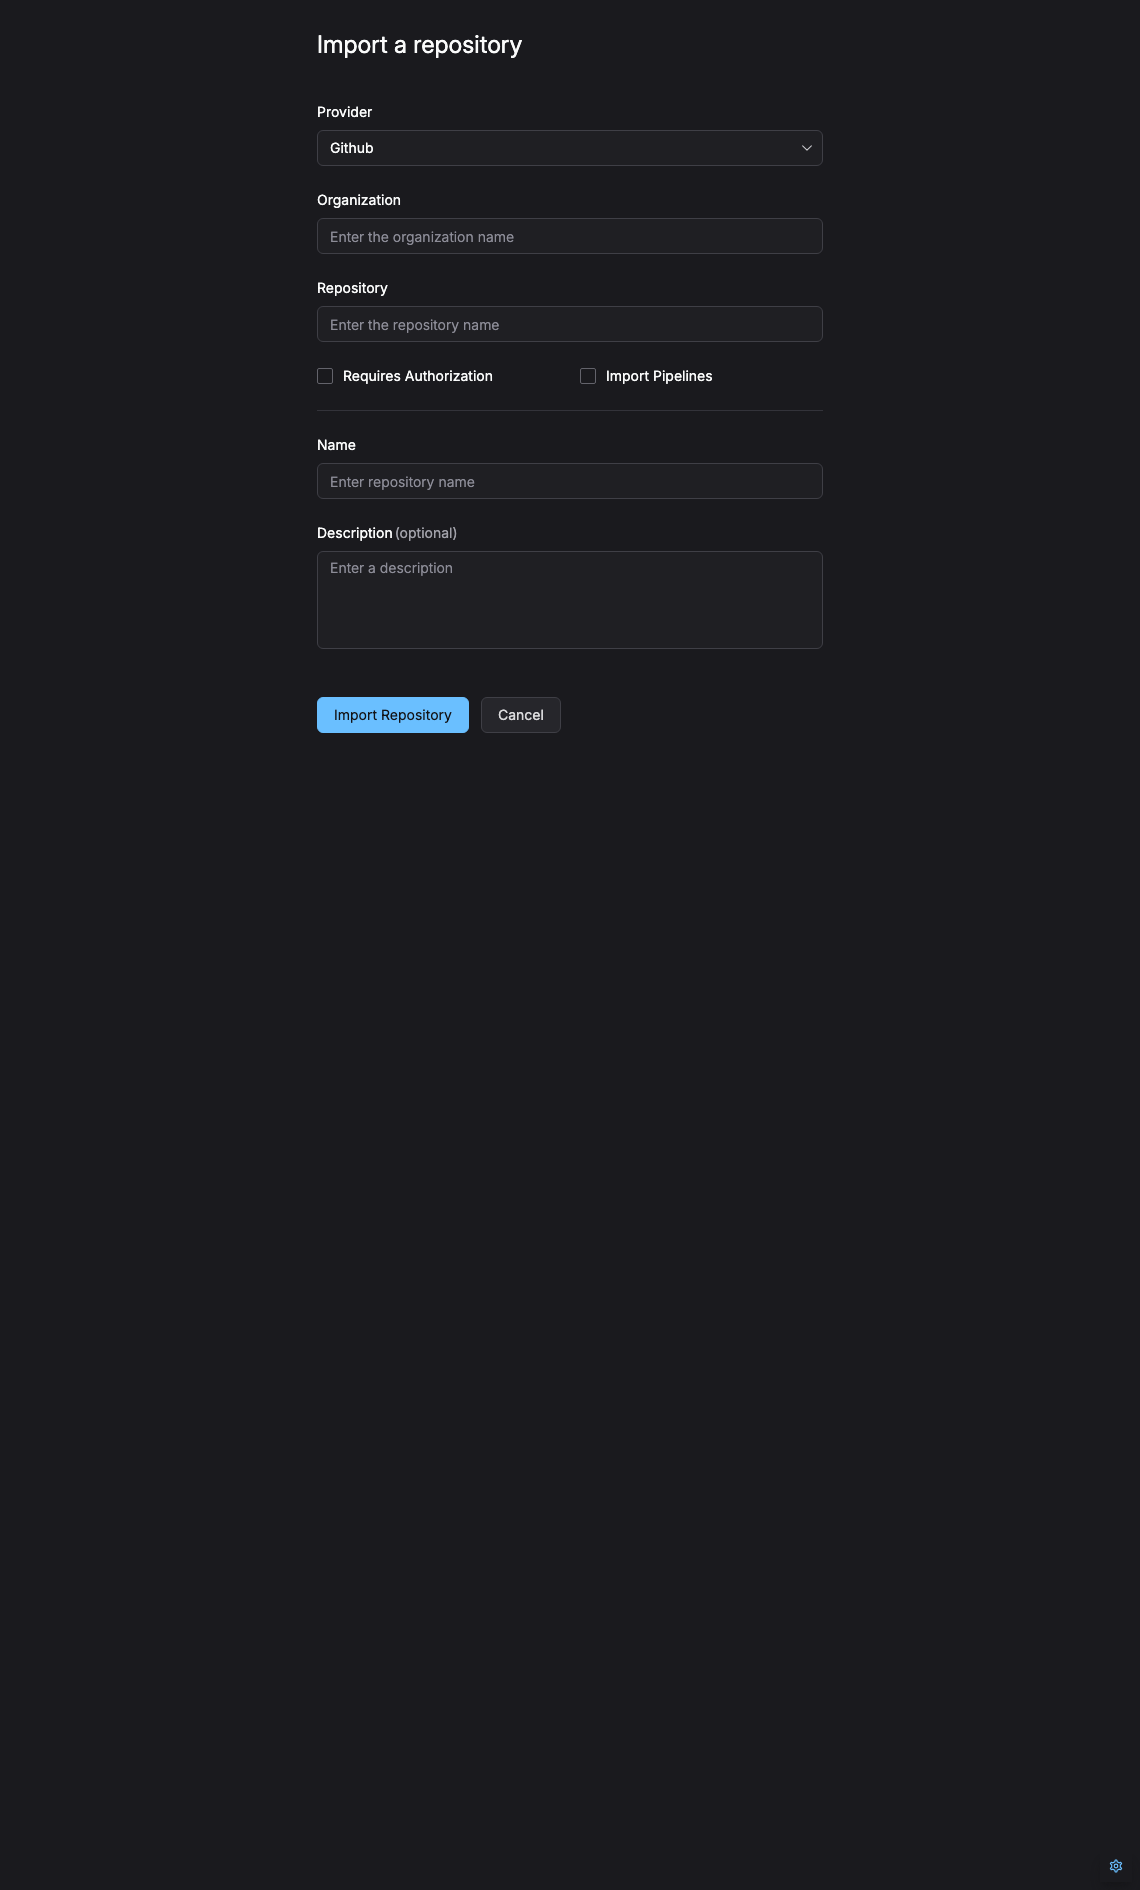 Import a repository
Provider
Github
Organization
Enter the organization name
Repository
Enter the repository name
Requires Authorization
Import Pipelines
Name
Enter repository name
Description (optional)
Enter a description
Import Repository
Cancel